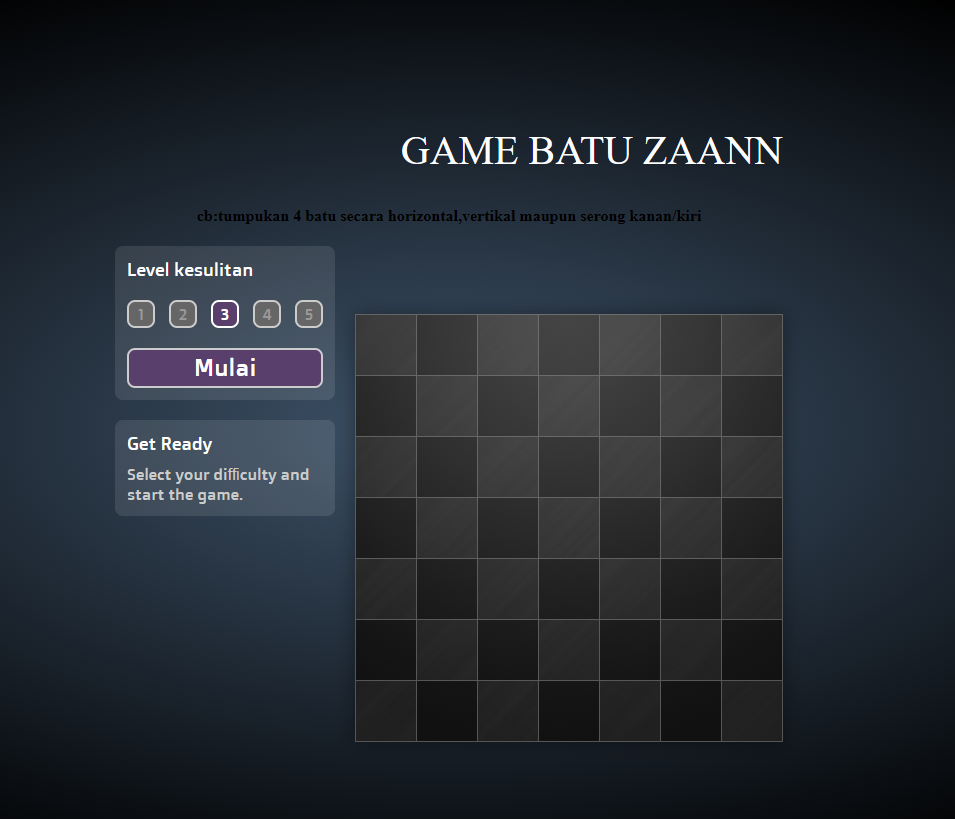 GAME BATU ZAANN
cb:tumpukan 4 batu secara horizontal,vertikal maupun serong kanan/kiri
Level kesulitan
1 2 3 4 5
Mulai
Get Ready
Select your difficulty and
start the game.